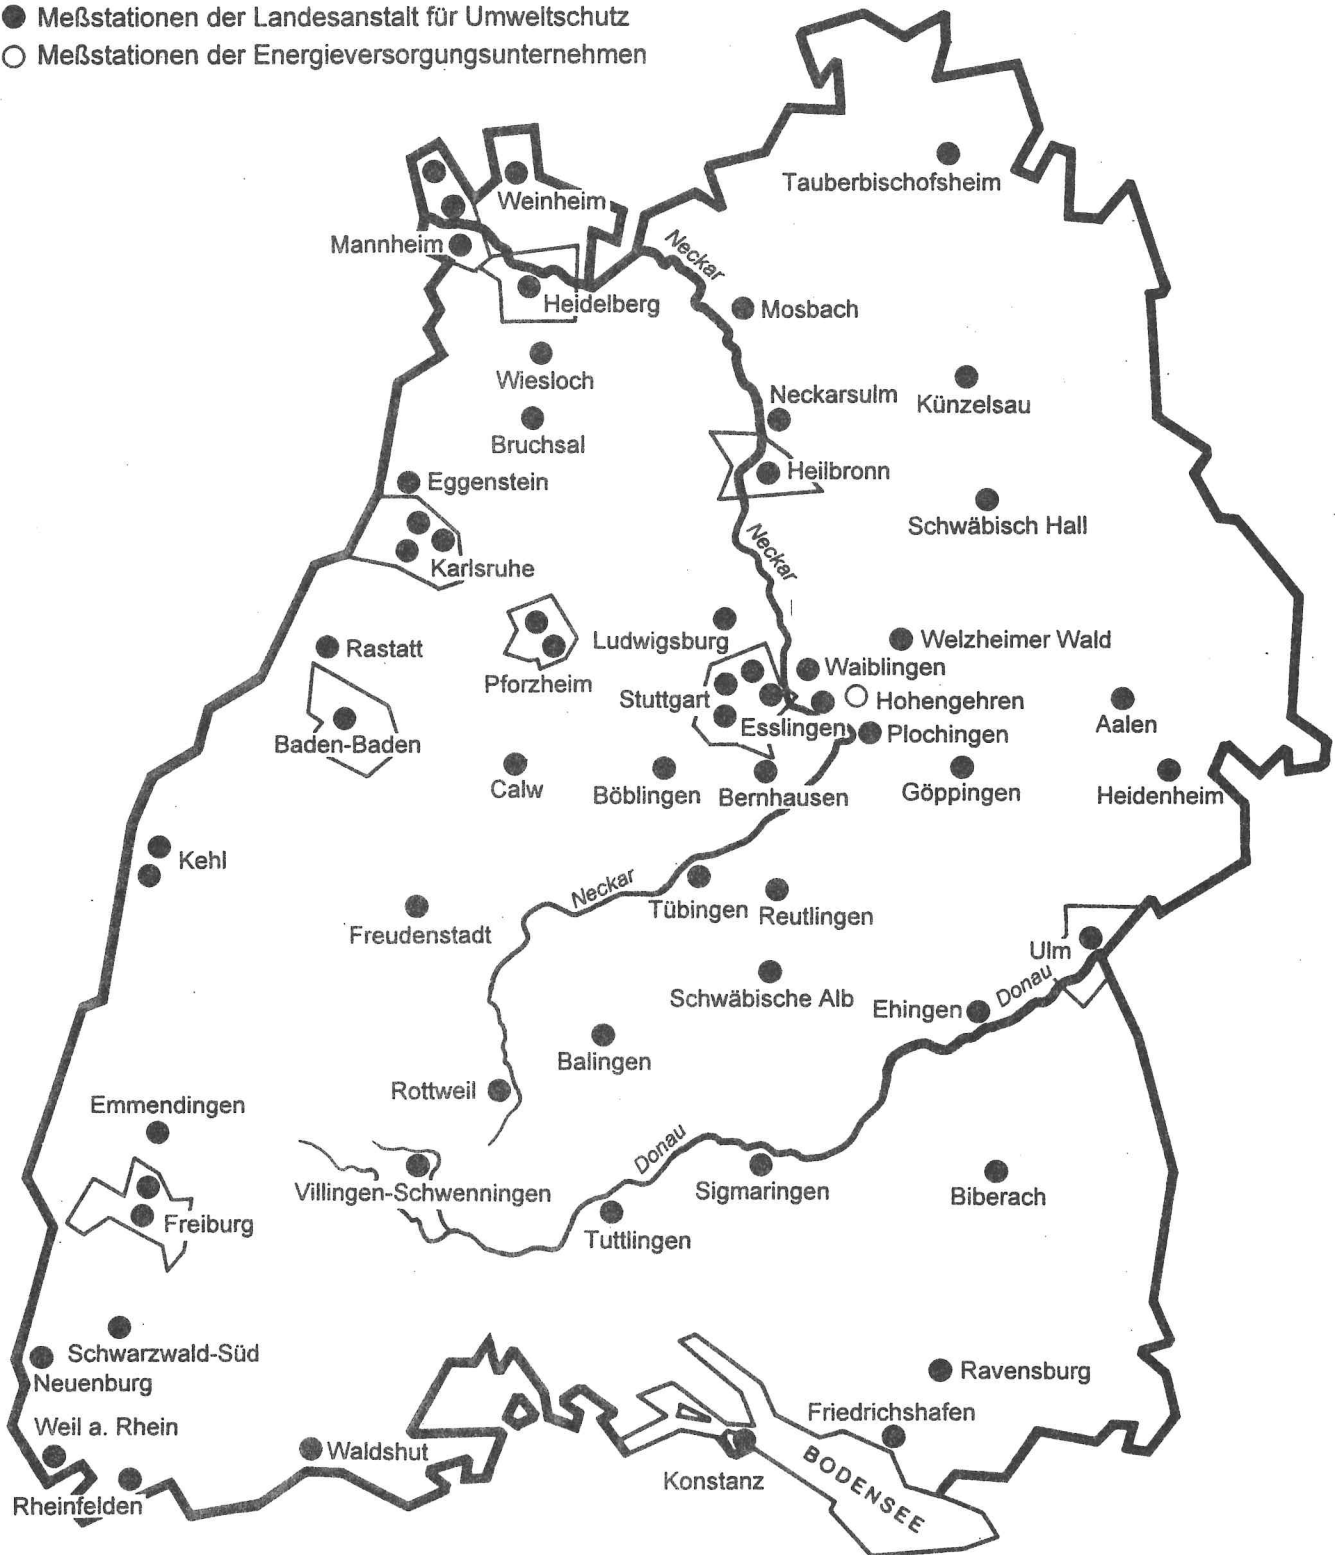 Meßstationen der Landesanstalt für Umweltschutz
Meßstationen der Energieversorgungsunternehmen
Tauberbischofsheim
Weinheim
Mannheim
Neckar
Heidelberg
Mosbach
Wiesloch
Neckarsulm
Künzelsau
Bruchsal
Heilbronn
Eggenstein
Schwäbisch Hall
Neckar
Karlsruhe
Ludwigsburg
Welzheimer Wald
Rastatt
Waiblingen
Pforzheim
Stuttgart
Hohengehren
Esslingen
Aalen
Plochingen
Baden-Baden
Calw
Böblingen
Bernhausen
Göppingen
Heidenheim
Kehl
Neckar
Tübingen
Reutlingen
Freudenstadt
Ulm
Donau
Schwäbische Alb
Ehingen
Balingen
Rottweil
Emmendingen
Donau
Villingen-Schwenningen
Sigmaringen
Biberach
Freiburg
Tuttlingen
Schwarzwald-Süd
Neuenburg
Ravensburg
Friedrichshafen
Weil a. Rhein
Waldshut
Konstanz
BODENSEE
Rheinfelden